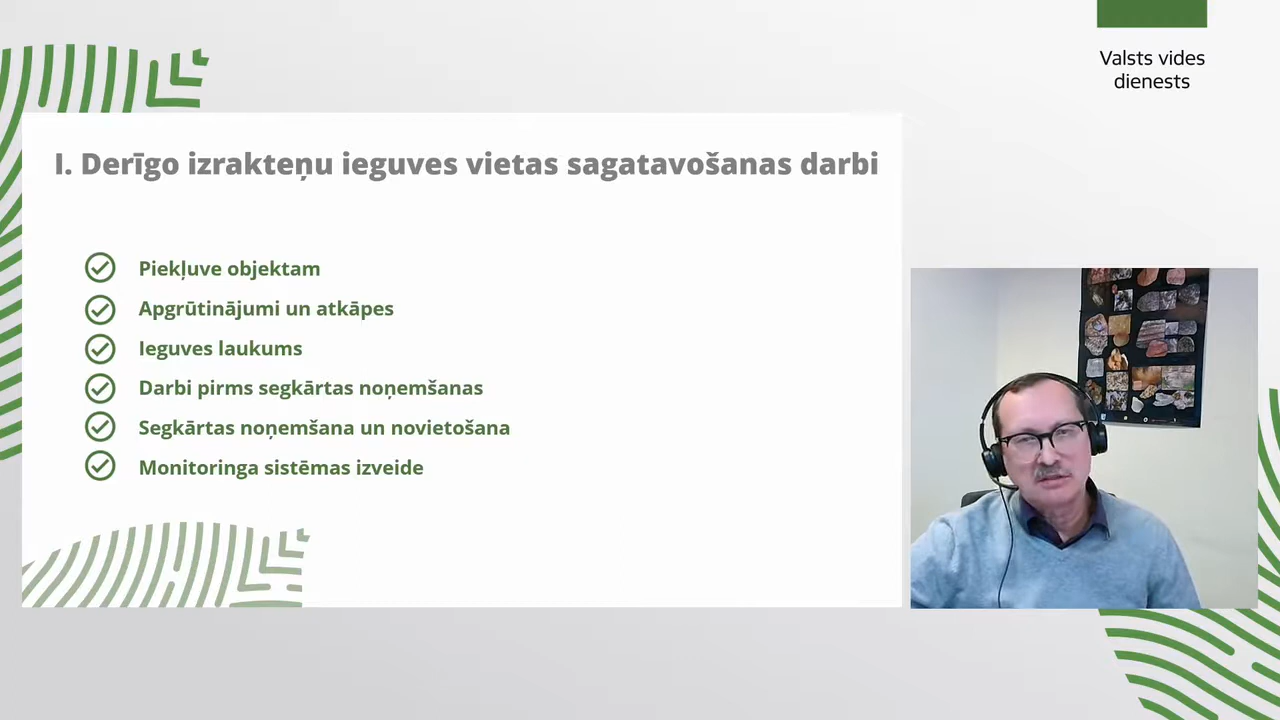 Valsts vides
dienests
I. Derīgo izrakteņu ieguves vietas sagatavošanas darbi
Piekļuve objektam
Apgrūtinājumi un atkāpes
Ieguves laukums
Darbi pirms segkārtas noņemšanas
Segkārtas noņemšana un novietošana
Monitoringa sistēmas izveide